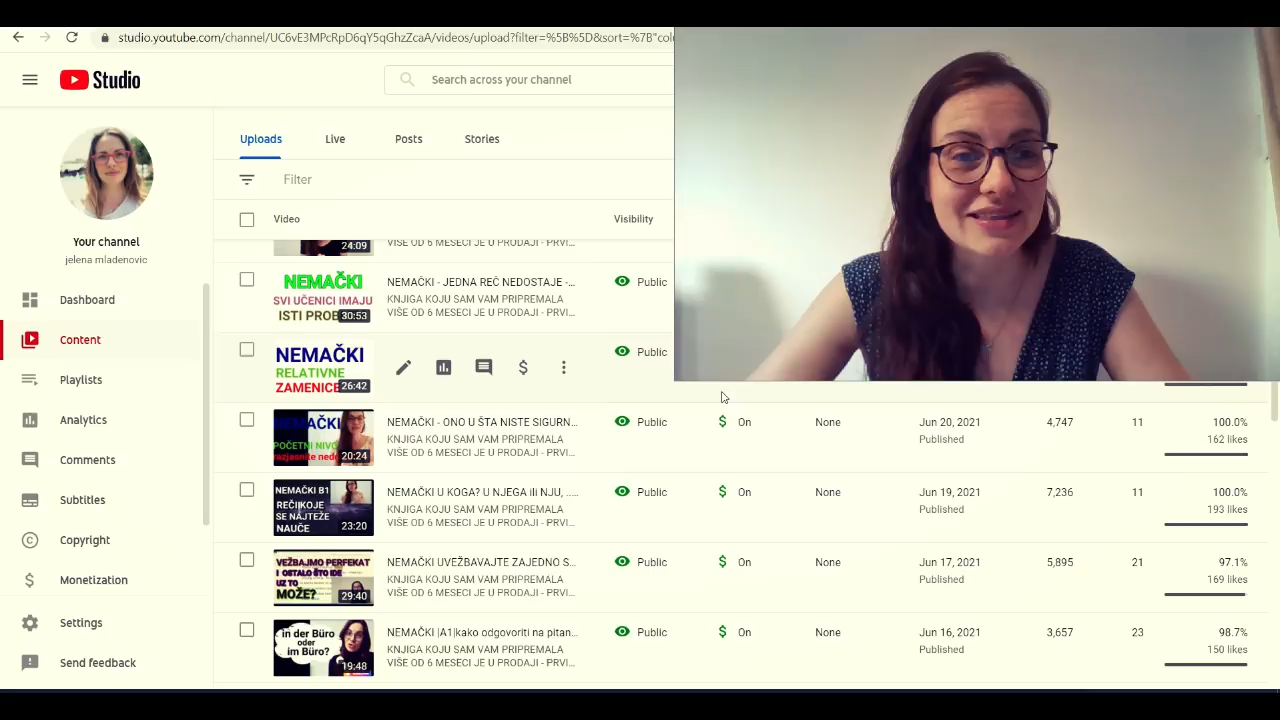 studio.youtube.com/channel/UC6vE3MPcRpD6qY5qGhzZcaA/videos/upload?filter=%5B%5D&sort=%7B"colu
Studio
Search across your channel
Your channel
jelena mladenovic
Dashboard
Content
Playlists
Analytics
Comments
Subtitles
Copyright
Monetization
Settings
Send feedback
Uploads Live Posts Stories
Filter
Video Visibility
24:09
VIŠE OD 6 MESECI JE U PRODAJI - PRVI...
NEMAČKI
SVI UČENICI IMAJU
ISTI PROB
30:53
NEMAČKI - JEDNA REČ NEDOSTAJE -...
KNJIGA KOJU SAM VAM PRIPREMALA
VIŠE OD 6 MESECI JE U PRODAJI - PRVI...
Public
NEMAČKI
RELATIVNE
ZAMENICE
26:42
Public
NEMAČKI
POČETNI NIVO
razjasnite nedo
20:24
NEMAČKI - ONO U ŠTA NISTE SIGURN...
KNJIGA KOJU SAM VAM PRIPREMALA
VIŠE OD 6 MESECI JE U PRODAJI - PRVI...
Public $ On None Jun 20, 2021 4,747 11 100.0%
Published 162 likes
NEMAČKI B1
REČI KOJE
SE NAJTEŽE
NAUČE
23:20
NEMAČKI U KOGA? U NJEGA ili NJU, .…
KNJIGA KOJU SAM VAM PRIPREMALA
VIŠE OD 6 MESECI JE U PRODAJI - PRVI...
Public $ On None Jun 19, 2021 7,236 11 100.0%
Published 193 likes
VEŽBAJMO PERFEKAT
I OSTALO ŠTO IDE
UZ TO
MOŽE?
29:40
NEMAČKI UVEŽBAVAJTE ZAJEDNO S...
KNJIGA KOJU SAM VAM PRIPREMALA
VIŠE OD 6 MESECI JE U PRODAJI - PRVI...
Public $ On None Jun 17, 2021 5,895 21 97.1%
Published 169 likes
in der Büro
oder
im Büro?
19:48
NEMAČKI |A1|kako odgovoriti na pitan...
KNJIGA KOJU SAM VAM PRIPREMALA
VIŠE OD 6 MESECI JE U PRODAJI - PRVI...
Public $ On None Jun 16, 2021 3,657 23 98.7%
Published 150 likes